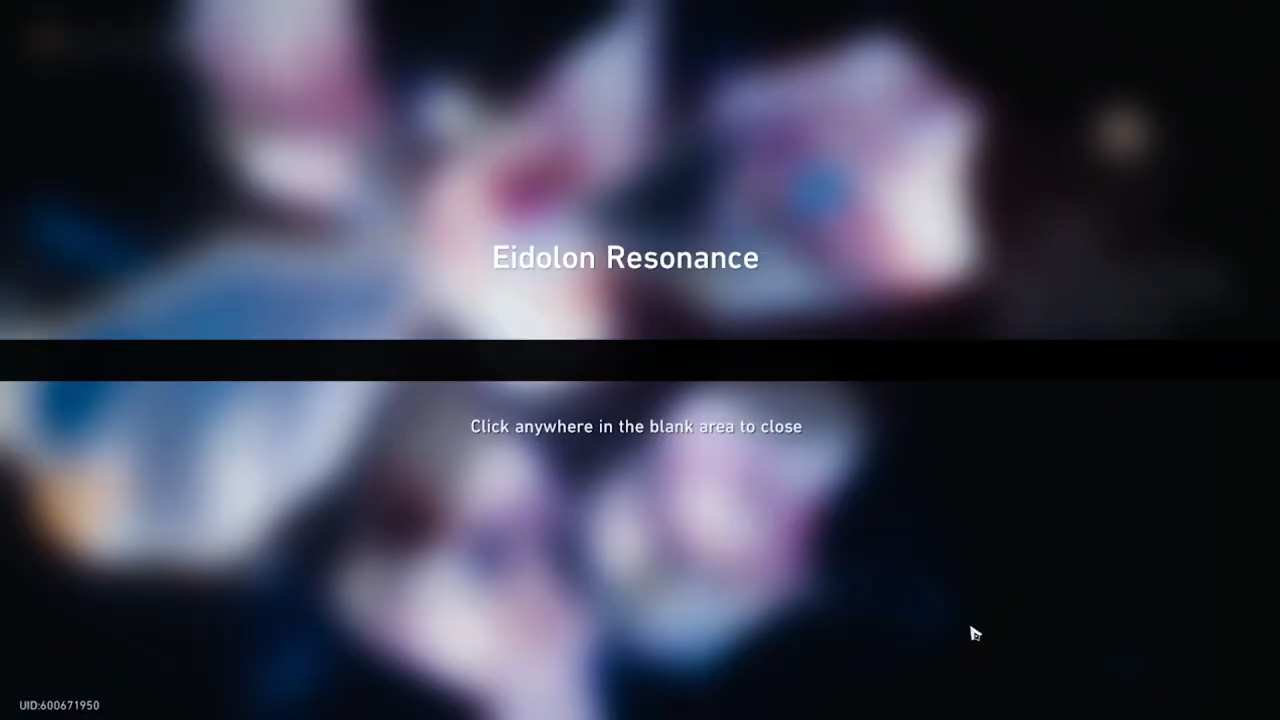 Eidolon Resonance
Click anywhere in the blank area to close
UID:600671950